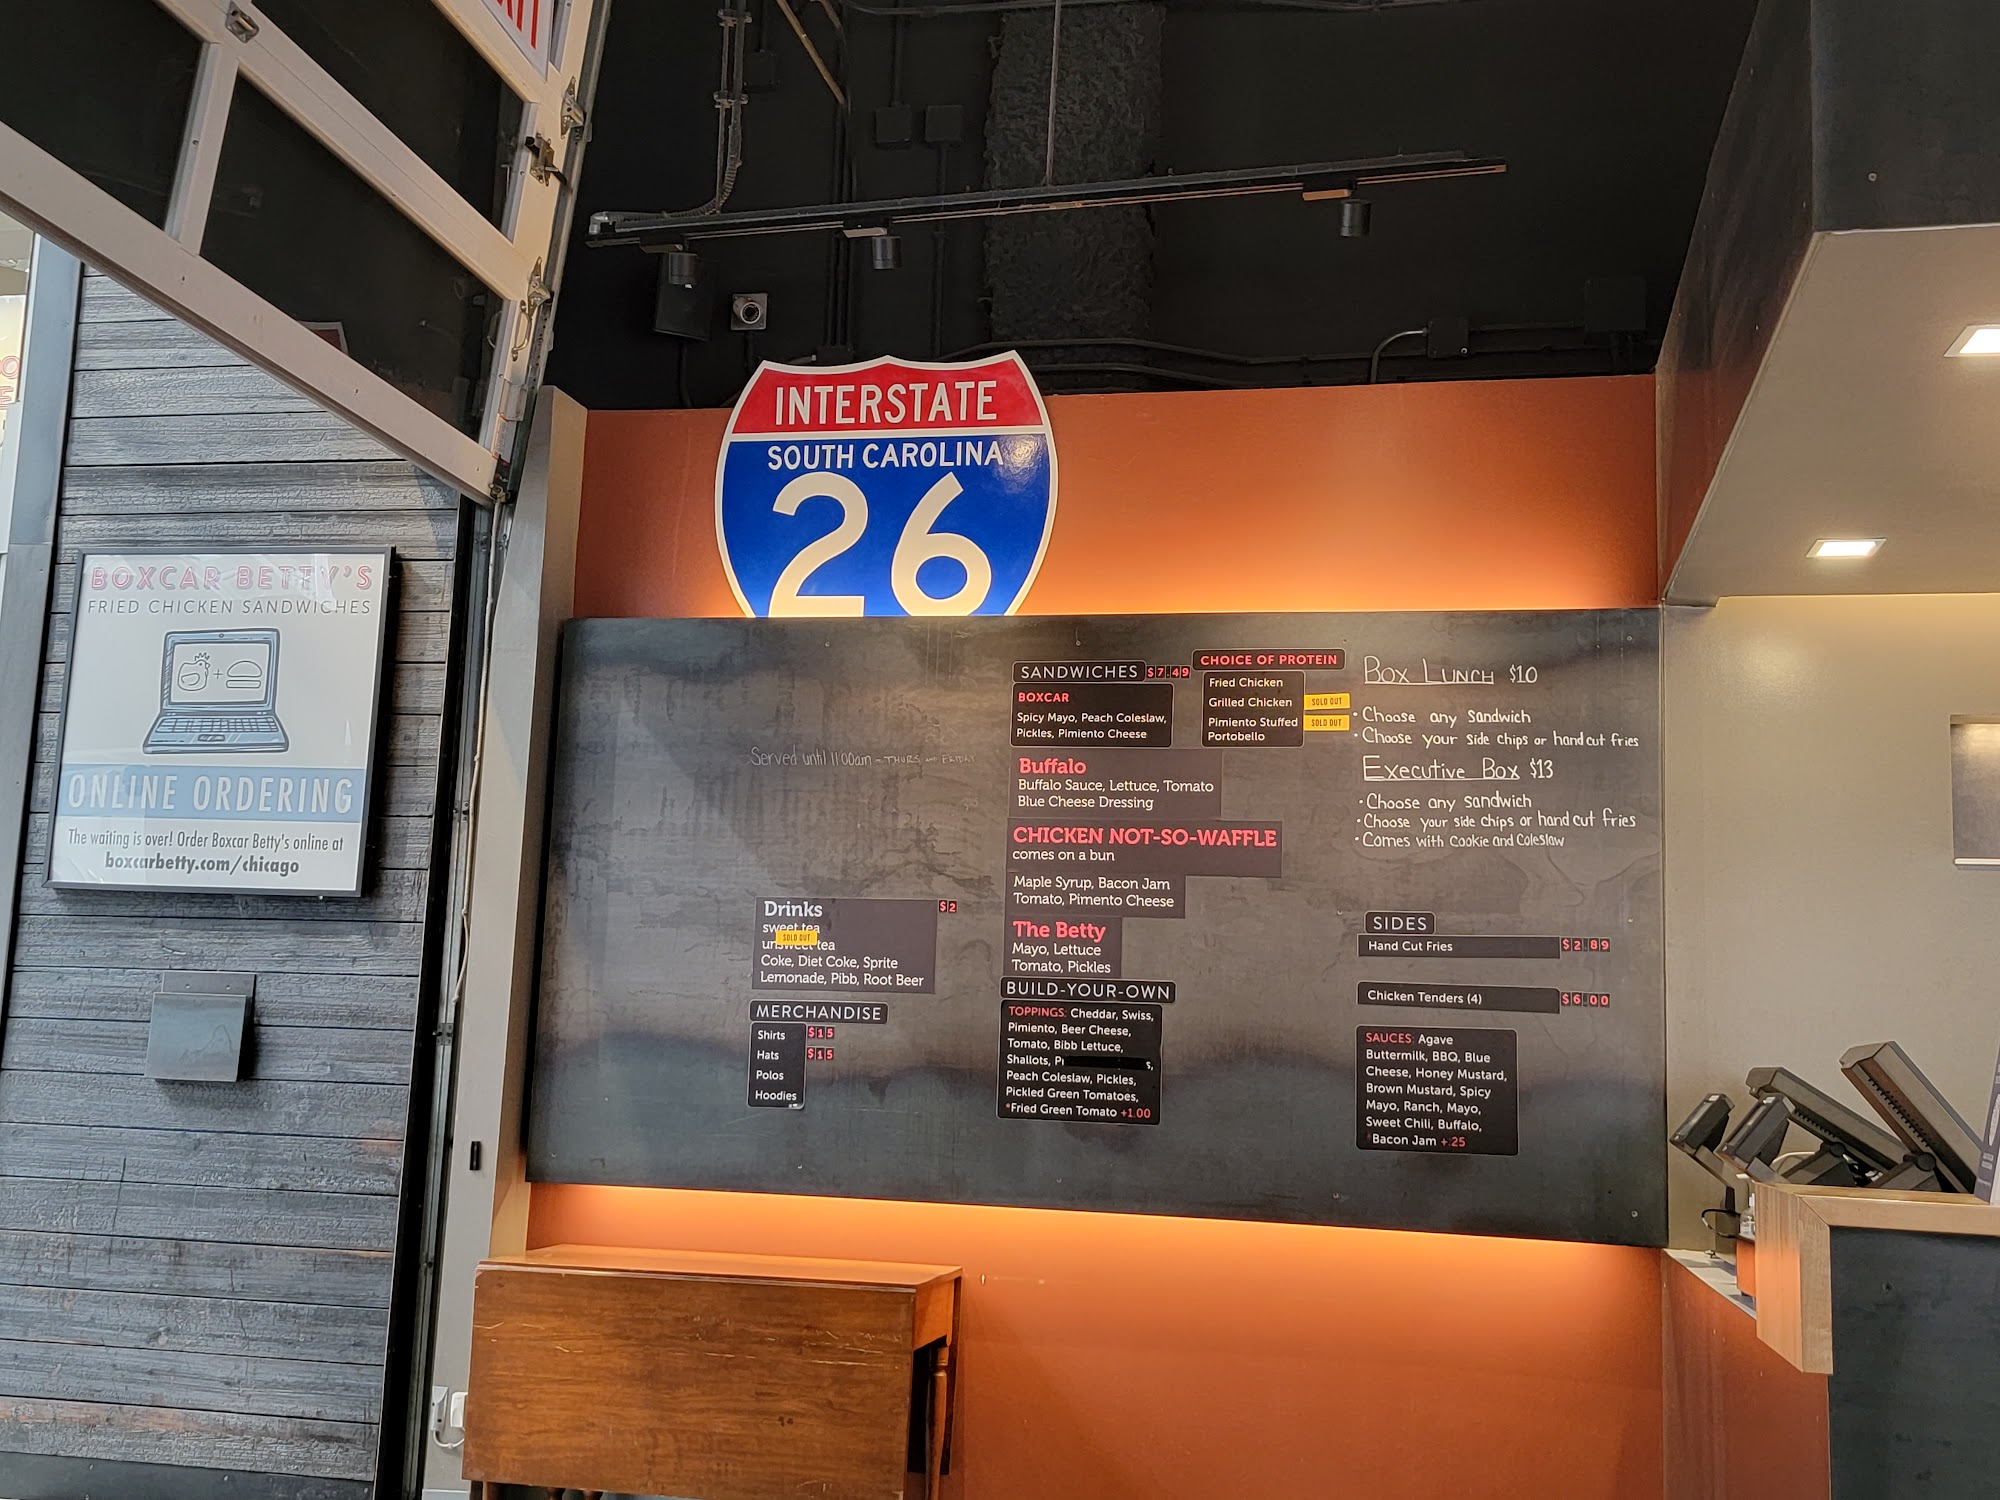 BOXCAR BETTY'S
FRIED CHICKEN SANDWICHES
ONLINE ORDERING
The waiting is over! Order Boxcar Betty's online at
boxcarbetty.com/chicago
INTERSTATE
SOUTH CAROLINA
26
Served until 11:00am - THURS and FRIDAY
Drinks $2
sweet tea
SOLD OUT
unsweet tea
Coke, Diet Coke, Sprite
Lemonade, Pibb, Root Beer
MERCHANDISE
Shirts $15
Hats $15
Polos
Hoodies
SANDWICHES $7.49
BOXCAR
Spicy Mayo, Peach Coleslaw,
Pickles, Pimiento Cheese
Buffalo
Buffalo Sauce, Lettuce, Tomato
Blue Cheese Dressing
CHICKEN NOT-SO-WAFFLE
comes on a bun
Maple Syrup, Bacon Jam
Tomato, Pimento Cheese
The Betty
Mayo, Lettuce
Tomato, Pickles
BUILD-YOUR-OWN
TOPPINGS: Cheddar, Swiss,
Pimiento, Beer Cheese,
Tomato, Bibb Lettuce,
Shallots,
Peach Coleslaw, Pickles,
Pickled Green Tomatoes,
*Fried Green Tomato +1.00
CHOICE OF PROTEIN
Fried Chicken
Grilled Chicken SOLD OUT
Pimiento Stuffed SOLD OUT
Portobello
Box Lunch $10
• Choose any sandwich
• Choose your side chips or hand cut fries
Executive Box $13
• Choose any sandwich
• Choose your side chips or hand cut fries
• Comes with Cookie and Coleslaw
SIDES
Hand Cut Fries $2.89
Chicken Tenders (4) $6.00
SAUCES: Agave
Buttermilk, BBQ, Blue
Cheese, Honey Mustard,
Brown Mustard, Spicy
Mayo, Ranch, Mayo,
Sweet Chili, Buffalo,
*Bacon Jam +.25